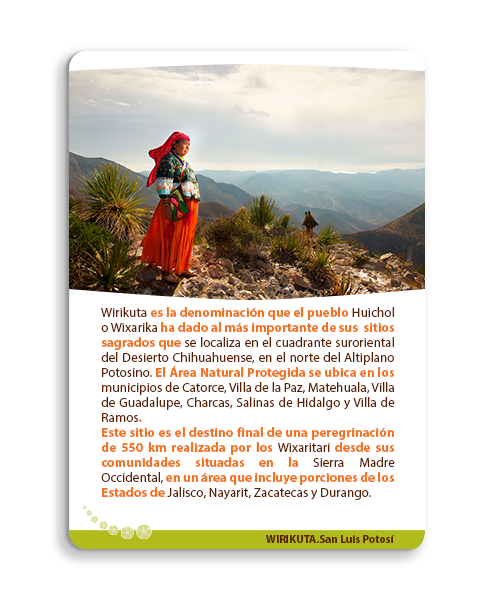 Wirikuta es la denominación que el pueblo Huichol
o Wixarika ha dado al más importante de sus sitios
sagrados que se localiza en el cuadrante suroriental
del Desierto Chihuahuense, en el norte del Altiplano
Potosino. El Área Natural Protegida se ubica en los
municipios de Catorce, Villa de la Paz, Matehuala, Villa
de Guadalupe, Charcas, Salinas de Hidalgo y Villa de
Ramos.
Este sitio es el destino final de una peregrinación
de 550 km realizada por los Wixaritari desde sus
comunidades situadas en la Sierra Madre
Occidental, en un área que incluye porciones de los
Estados de Jalisco, Nayarit, Zacatecas y Durango.
WIRIKUTA.San Luis Potosí